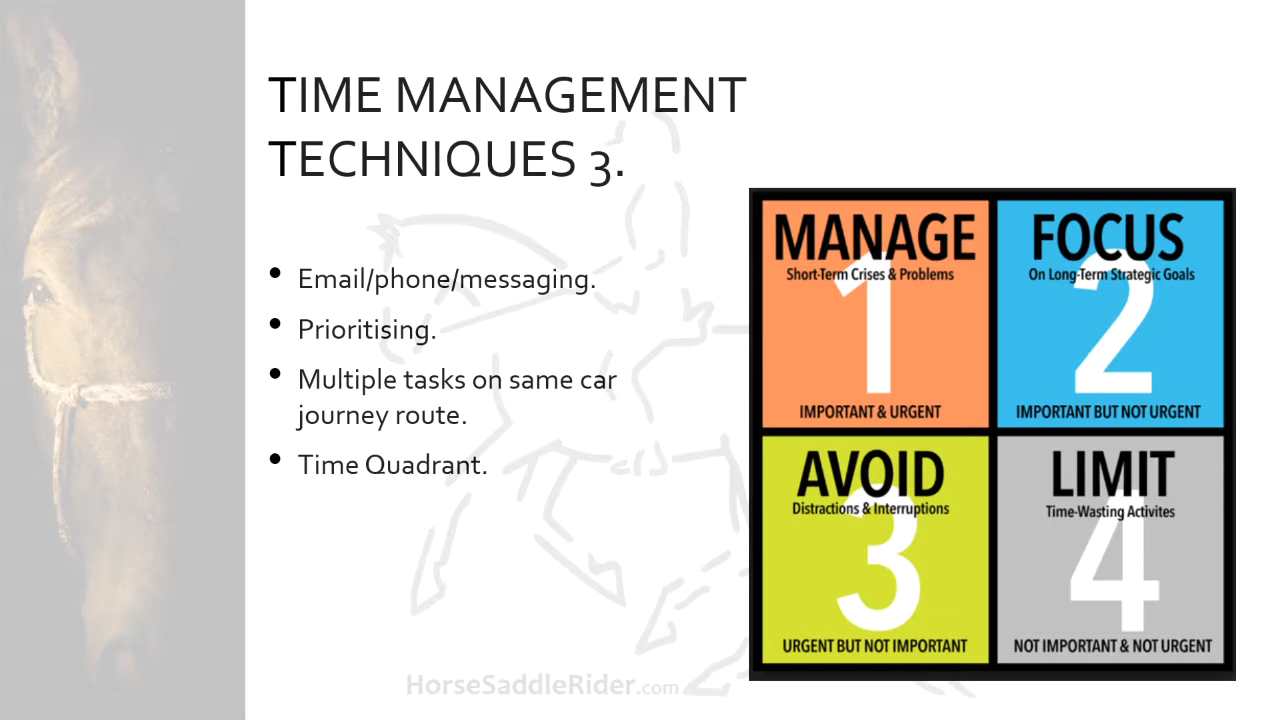 TIME MANAGEMENT
TECHNIQUES 3.
• Email/phone/messaging.
• Prioritising.
• Multiple tasks on same car
journey route.
• Time Quadrant.
MANAGE
Short-Term Crises & Problems
1
IMPORTANT & URGENT
FOCUS
On Long-Term Strategic Goals
2
IMPORTANT BUT NOT URGENT
AVOID
Distractions & Interruptions
3
URGENT BUT NOT IMPORTANT
LIMIT
Time-Wasting Activites
4
NOT IMPORTANT & NOT URGENT
HorseSaddleRider.com